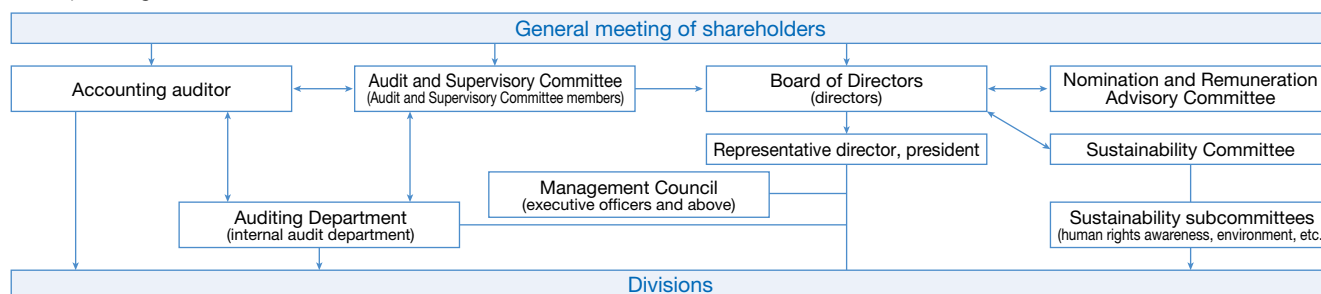 General meeting of shareholders
Accounting auditor
Audit and Supervisory Committee
(Audit and Supervisory Committee members)
Board of Directors
(directors)
Nomination and Remuneration
Advisory Committee
Representative director, president
Sustainability Committee
Management Council
(executive officers and above)
Auditing Department
(internal audit department)
Sustainability subcommittees
(human rights awareness, environment, etc.
Divisions